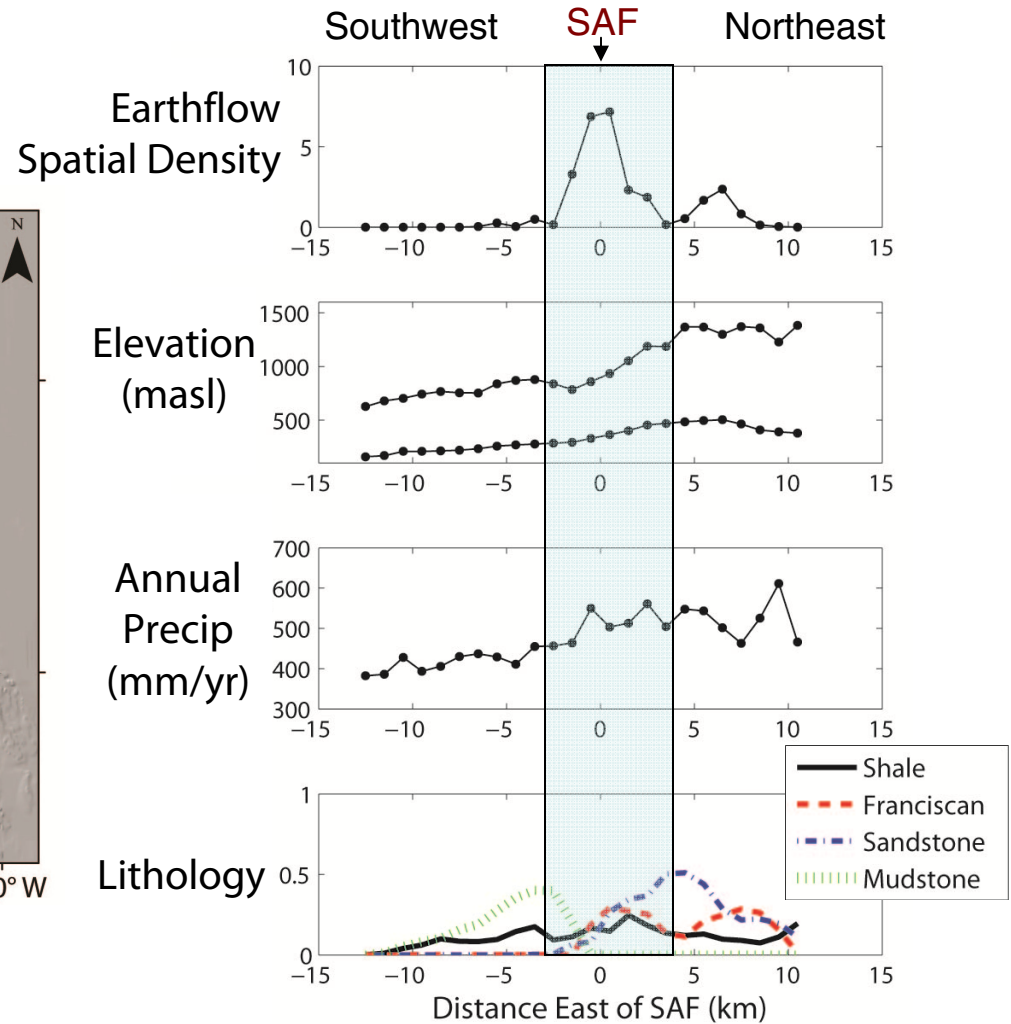 Southwest SAF Northeast
Earthflow
Spatial Density
10
5
0
−15 −10 −5 0 5 10 15
N
Elevation
(masl)
1500
1000
500
−15 −10 −5 0 5 10 15
Annual
Precip
(mm/yr)
700
600
500
400
300
−15 −10 −5 0 5 10 15
Shale
Franciscan
Sandstone
Mudstone
Lithology
1
0.5
0
−15 −10 −5 0 5 10 15
Distance East of SAF (km)
0° W